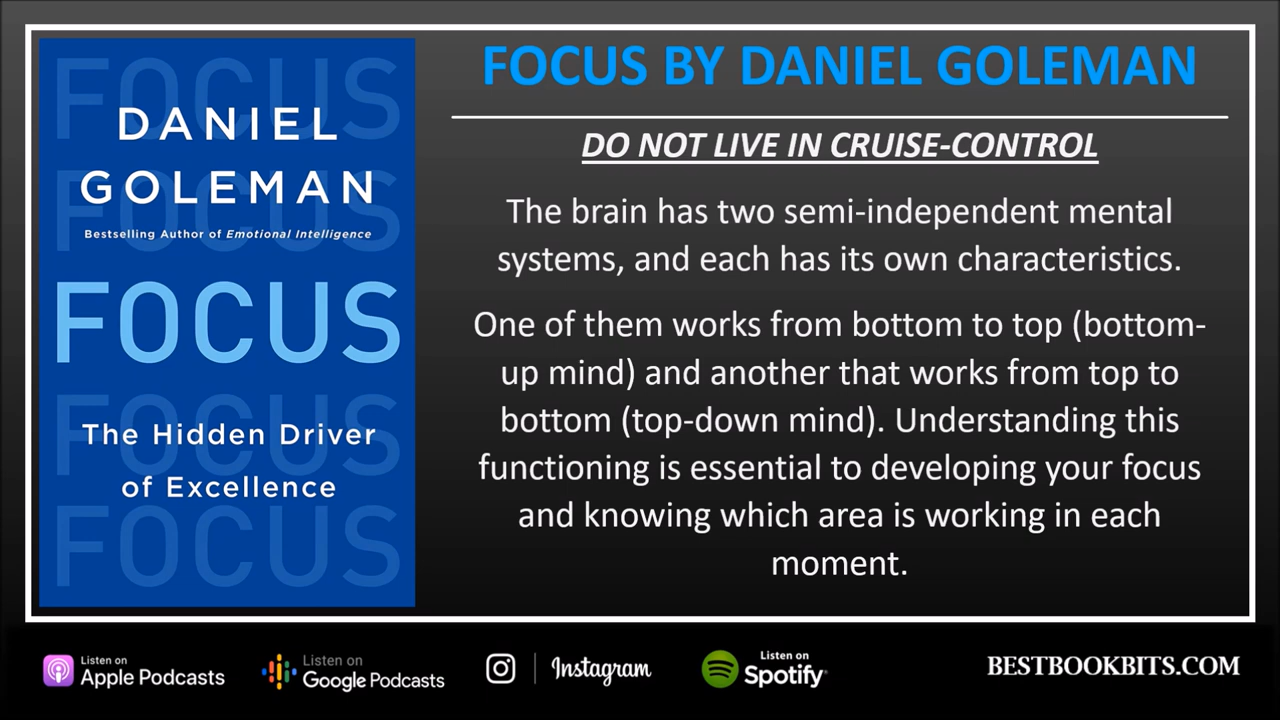 FOCUS
DANIEL
FOCUS
GOLEMAN
Bestselling Author of Emotional Intelligence
FOCUS
FOCUS
The Hidden Driver
of Excellence
FOCUS
FOCUS BY DANIEL GOLEMAN
DO NOT LIVE IN CRUISE-CONTROL
The brain has two semi-independent mental
systems, and each has its own characteristics.
One of them works from bottom to top (bottom-
up mind) and another that works from top to
bottom (top-down mind). Understanding this
functioning is essential to developing your focus
and knowing which area is working in each
moment.
Listen on
Apple Podcasts
Listen on
Google Podcasts
Instagram
Listen on
Spotify
BESTBOOKBITS.COM